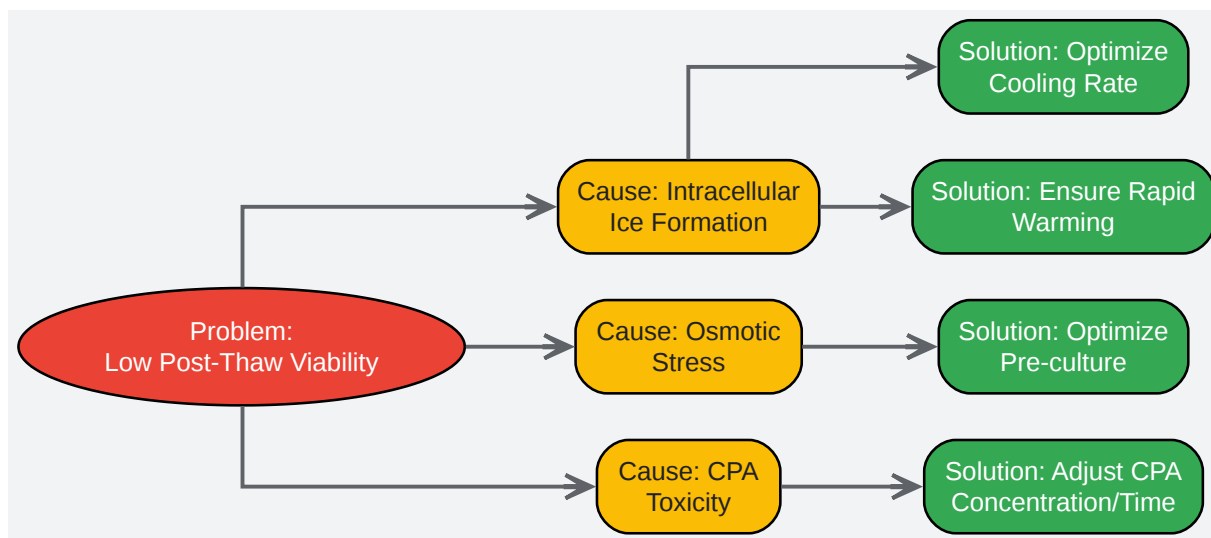 Solution: Optimize
Cooling Rate
Cause: Intracellular
Ice Formation
Solution: Ensure Rapid
Warming
Problem:
Low Post-Thaw Viability
Cause: Osmotic
Stress
Solution: Optimize
Pre-culture
Cause: CPA
Toxicity
Solution: Adjust CPA
Concentration/Time